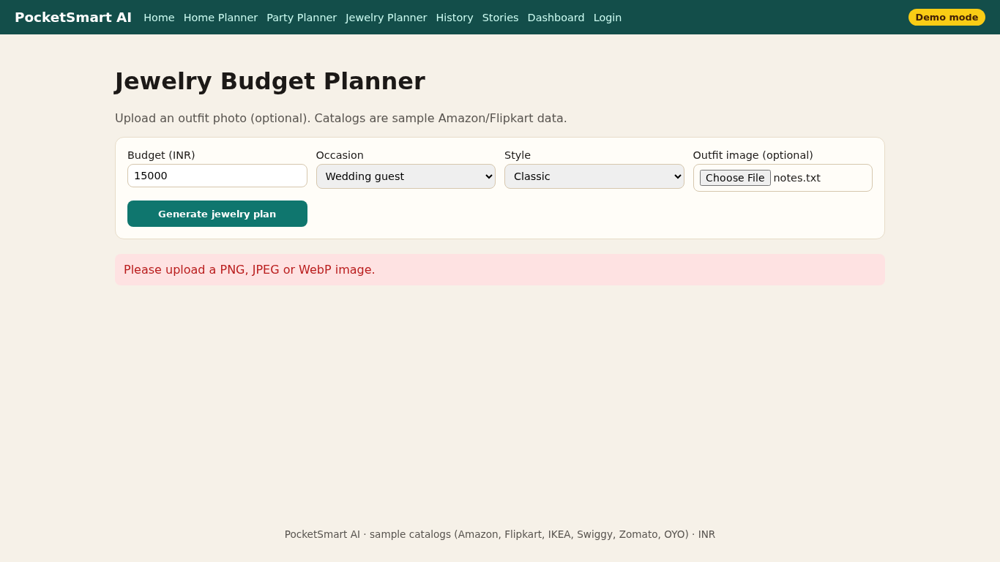 PocketSmart AI Home Home Planner Party Planner Jewelry Planner History Stories Dashboard Login Demo mode
Jewelry Budget Planner
Upload an outfit photo (optional). Catalogs are sample Amazon/Flipkart data.
Budget (INR) Occasion Style Outfit image (optional)
15000 Wedding guest Classic Choose File notes.txt
Generate jewelry plan
Please upload a PNG, JPEG or WebP image.
PocketSmart AI · sample catalogs (Amazon, Flipkart, IKEA, Swiggy, Zomato, OYO) · INR